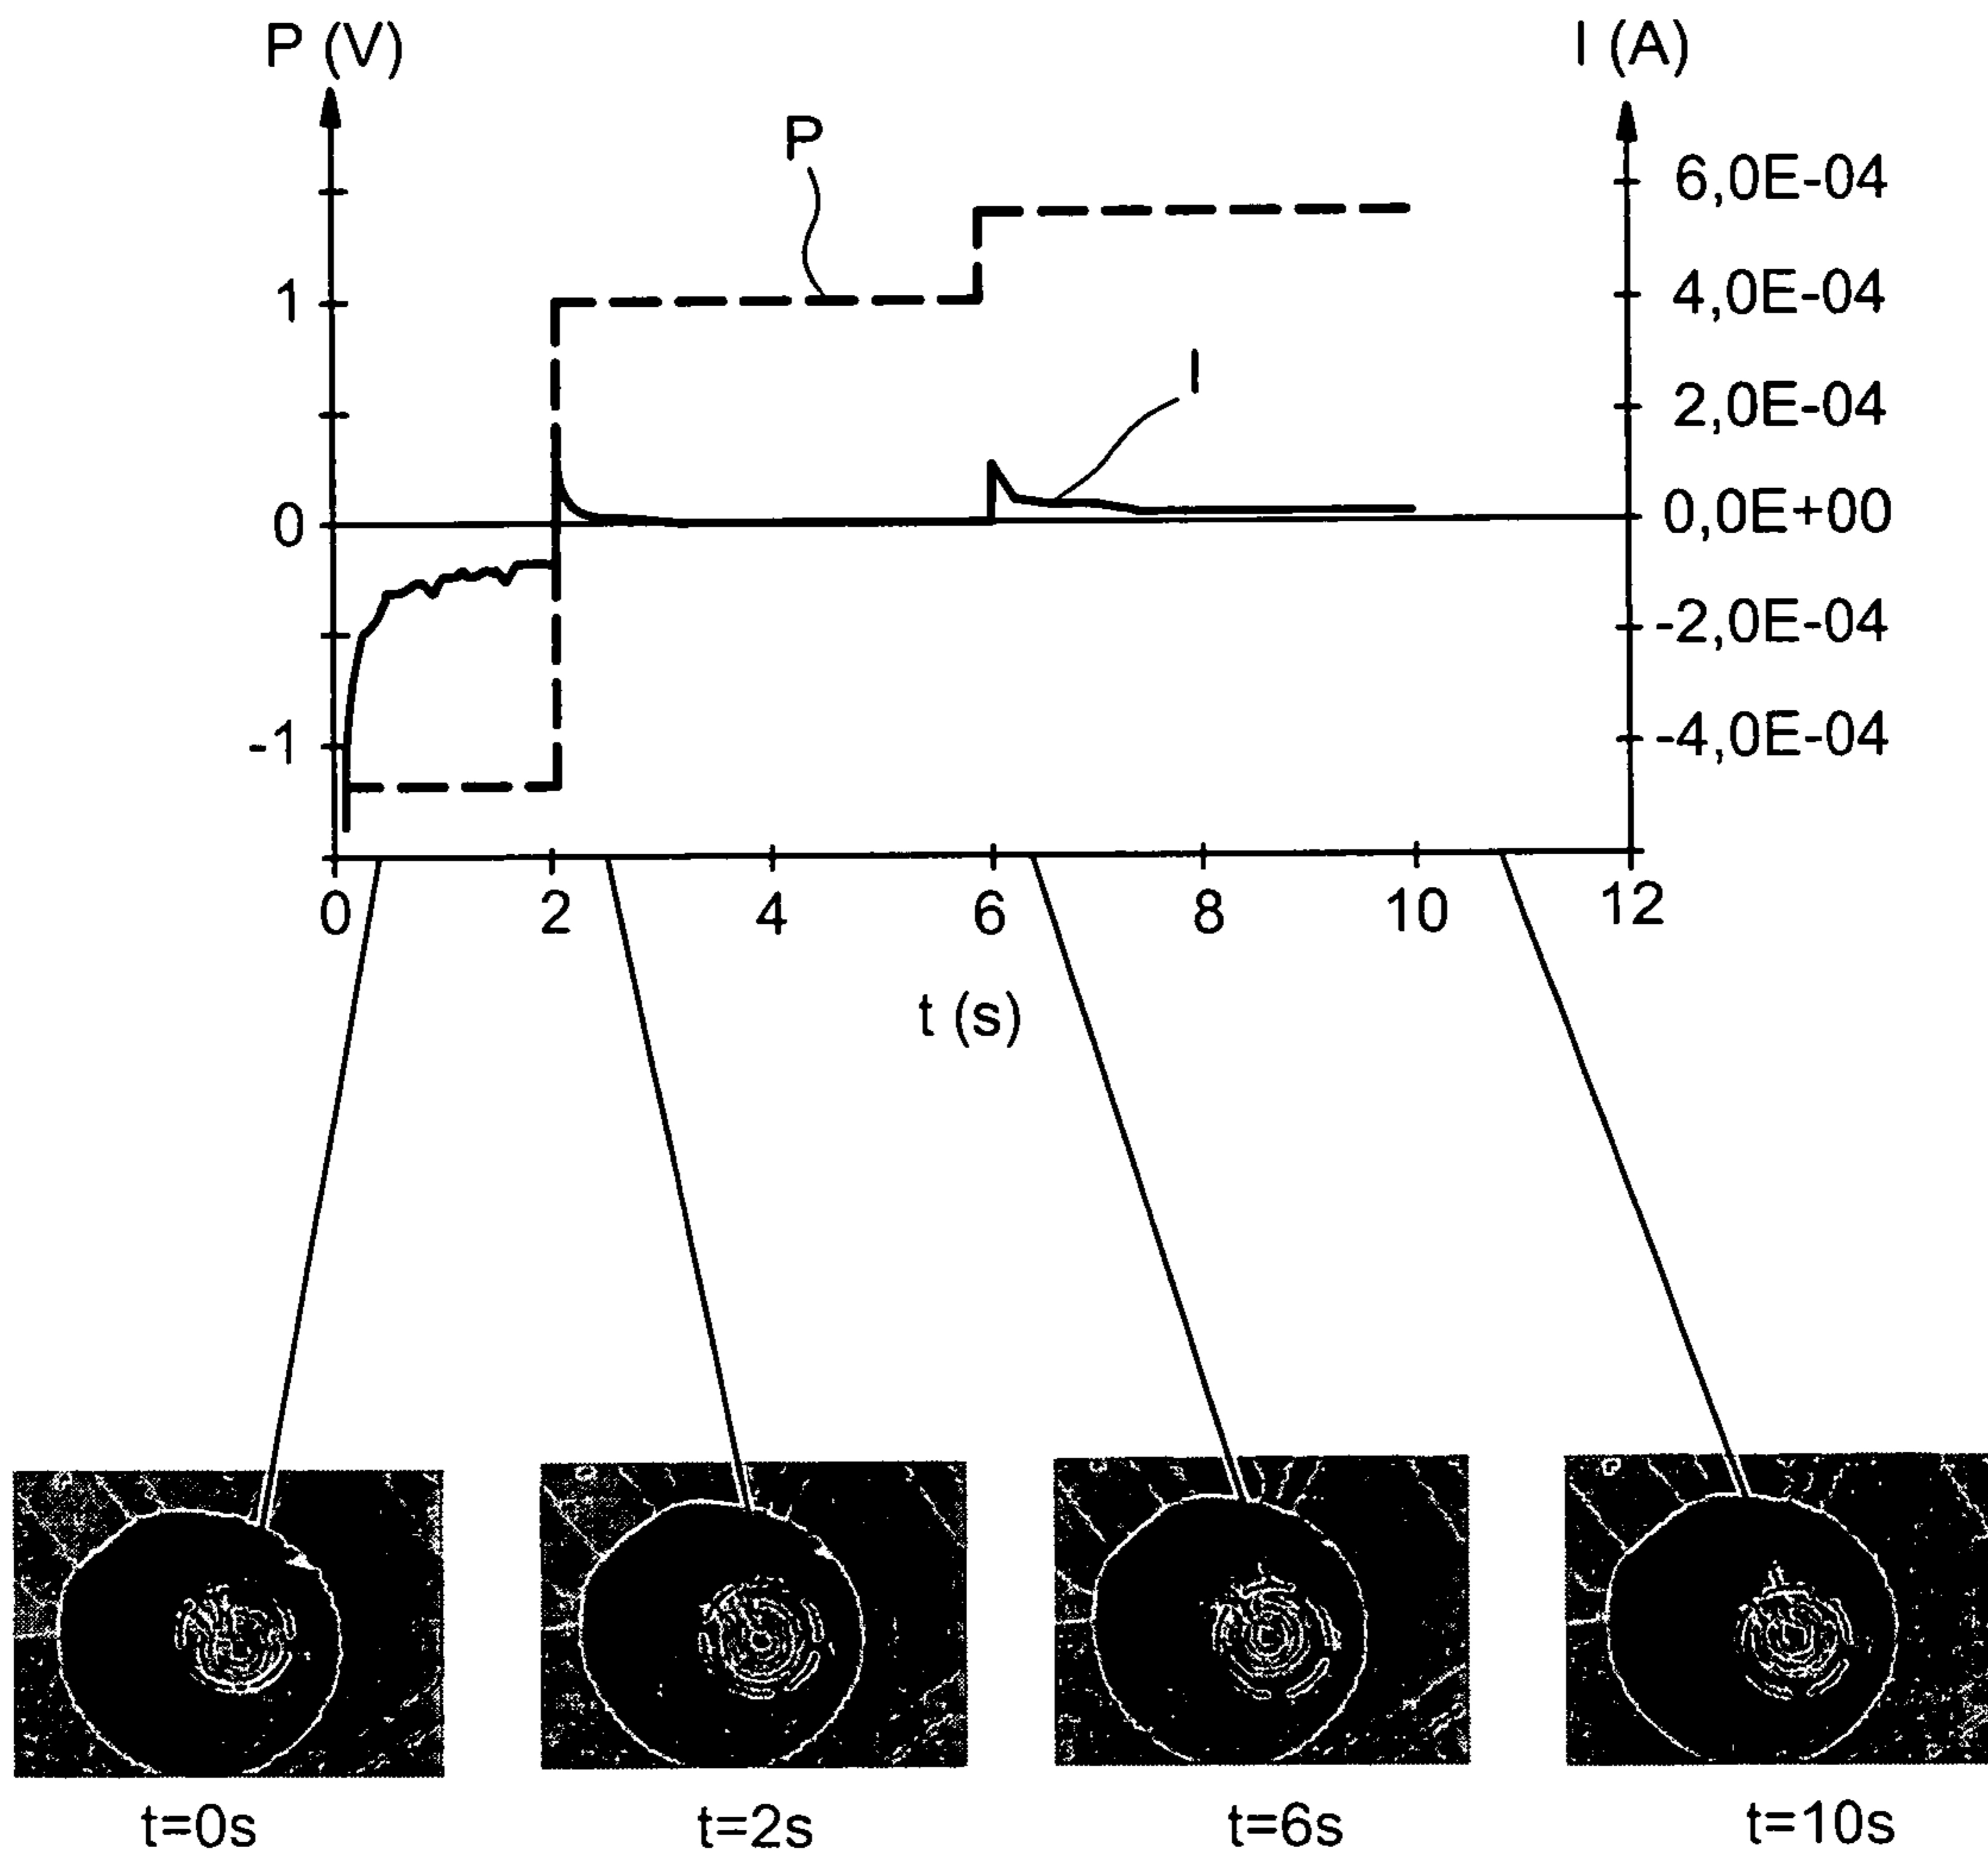 P (V)
I (A)
P
6,0E-04
1
4,0E-04
I
2,0E-04
0
0,0E+00
-2,0E-04
-1
-4,0E-04
0 2 4 6 8 10 12
t (s)
t=0s t=2s t=6s t=10s